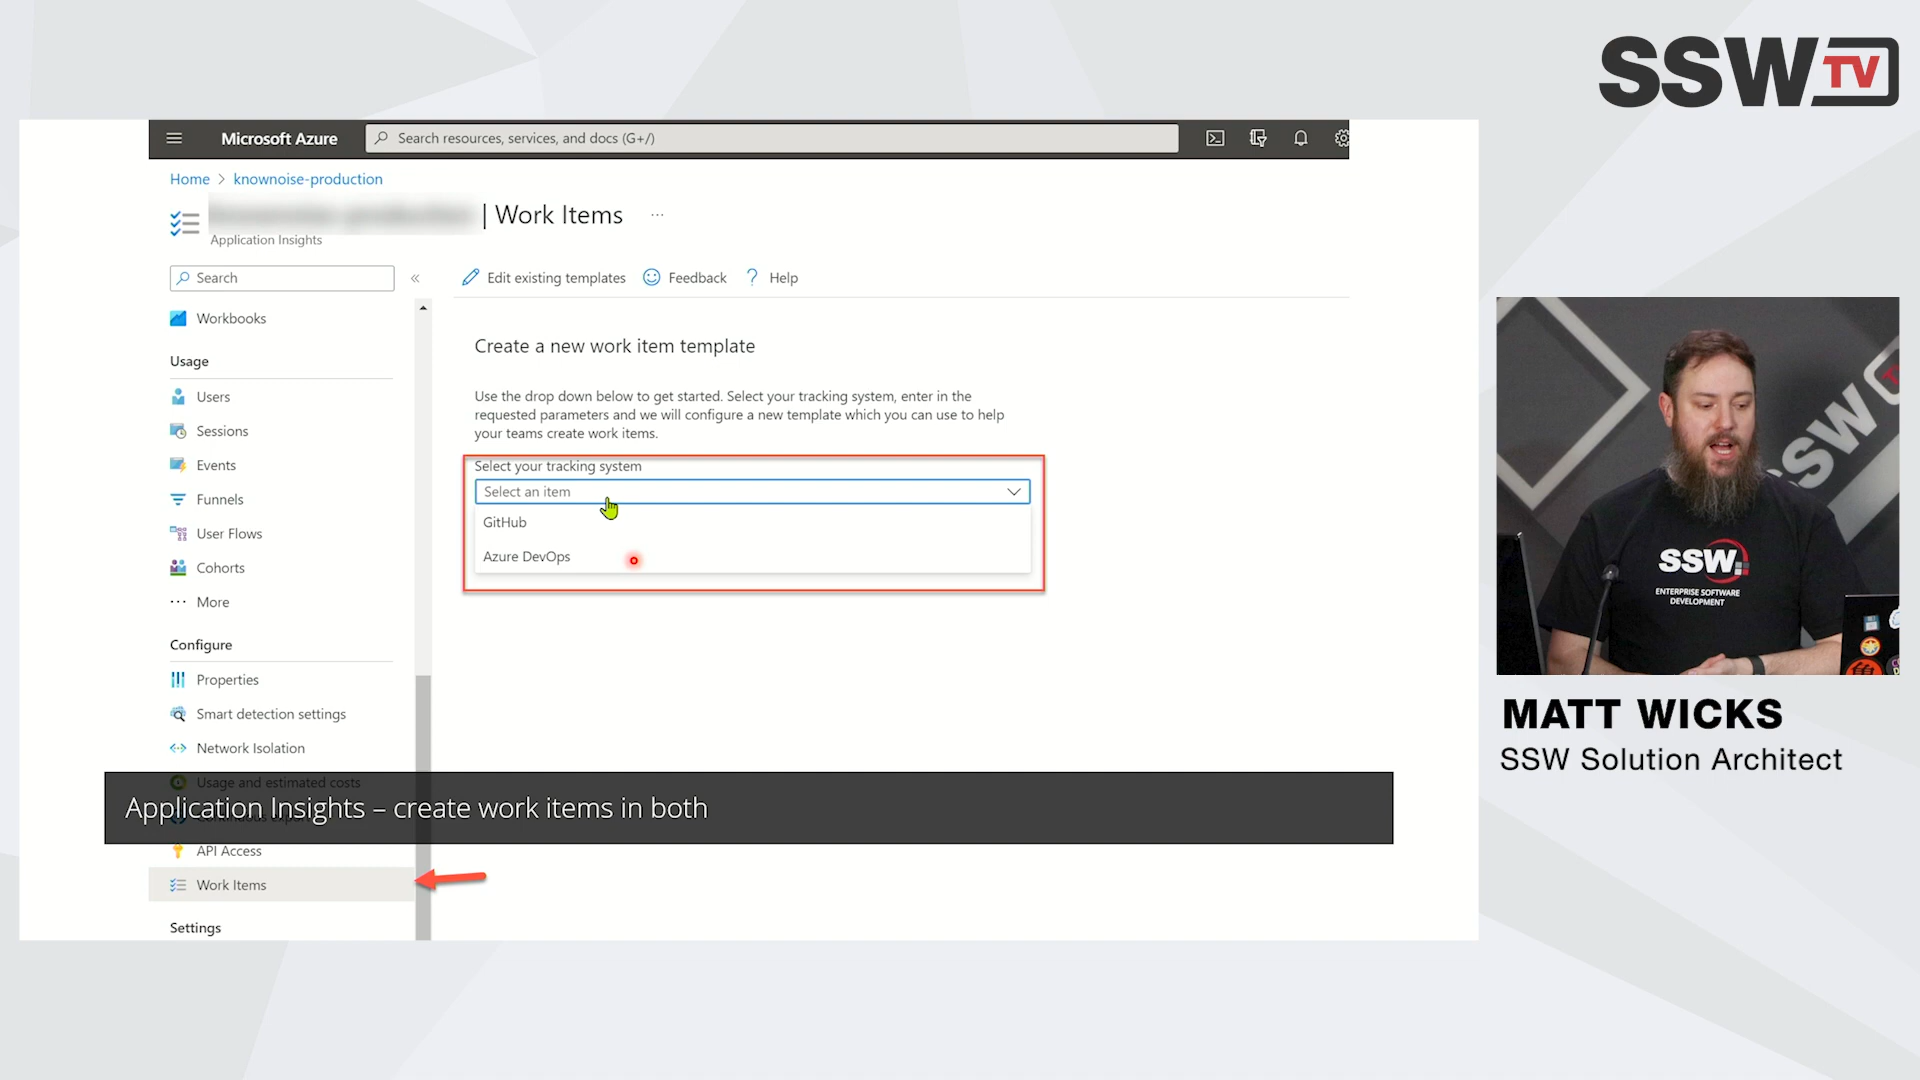 SSW TV
Microsoft Azure
Search resources, services, and docs (G+/)
Home > knownoise-production
| Work Items ...
Application Insights
Search
«
Edit existing templates
Feedback
? Help
Workbooks
Usage
Users
Sessions
Events
Funnels
User Flows
Cohorts
... More
Configure
Properties
Smart detection settings
Network Isolation
Usage and estimated costs
API Access
Work Items
Settings
Create a new work item template
Use the drop down below to get started. Select your tracking system, enter in the
requested parameters and we will configure a new template which you can use to help
your teams create work items.
Select your tracking system
Select an item
GitHub
Azure DevOps
Application Insights – create work items in both
SSW
SSW
ENTERPRISE SOFTWARE
DEVELOPMENT
MATT WICKS
SSW Solution Architect